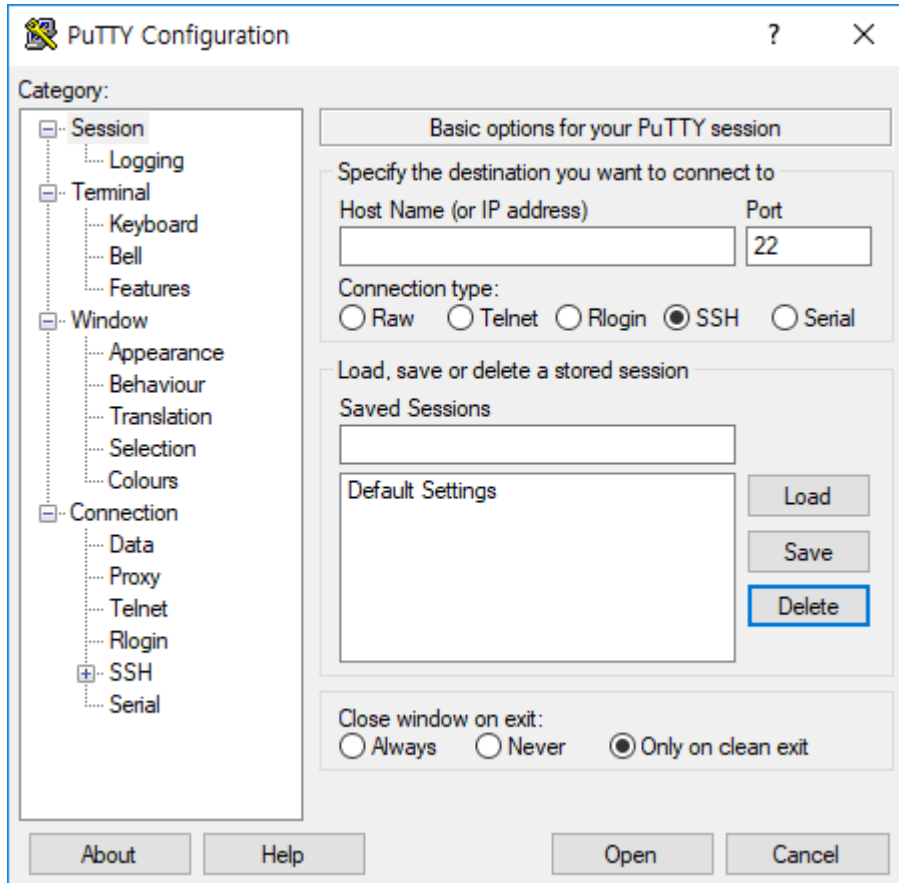 PuTTY Configuration
?
Category:
Session
Logging
Terminal
Keyboard
Bell
Features
Window
Appearance
Behaviour
Translation
Selection
Colours
Connection
Data
Proxy
Telnet
Rlogin
SSH
Serial
Basic options for your PuTTY session
Specify the destination you want to connect to
Host Name (or IP address) Port
22
Connection type:
Raw Telnet Rlogin SSH Serial
Load, save or delete a stored session
Saved Sessions
Default Settings
Load
Save
Delete
Close window on exit:
Always Never Only on clean exit
About Help Open Cancel